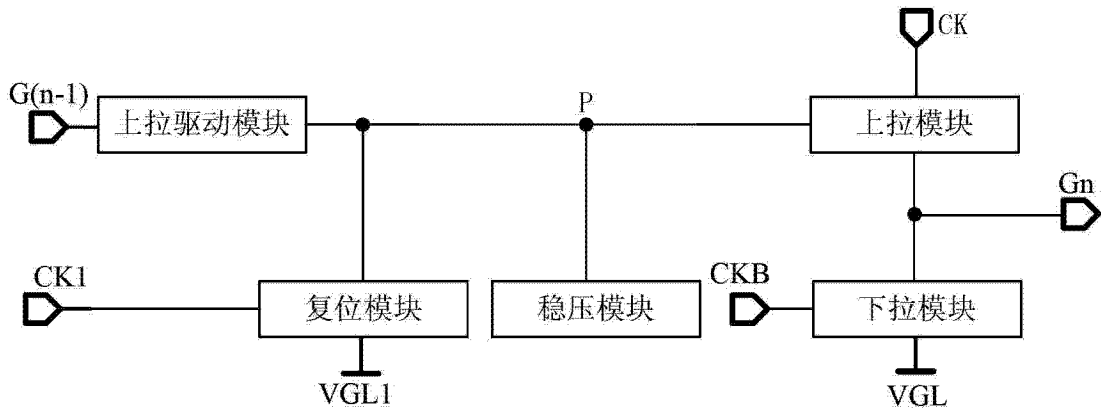 CK
G(n-1)
上拉驱动模块
P
上拉模块
Gn
CK1
复位模块
稳压模块
CKB
下拉模块
VGL1
VGL